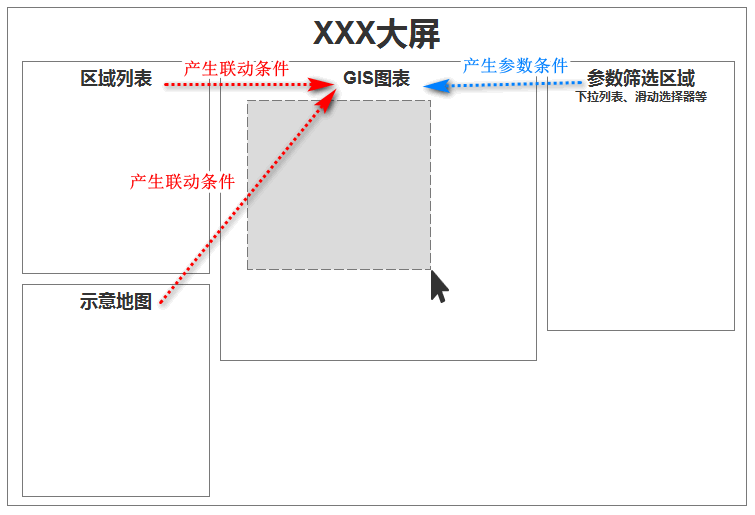 XXX大屏
产生联动条件
产生参数条件
区域列表
GIS图表
参数筛选区域
下拉列表、滑动选择器等
产生联动条件
示意地图